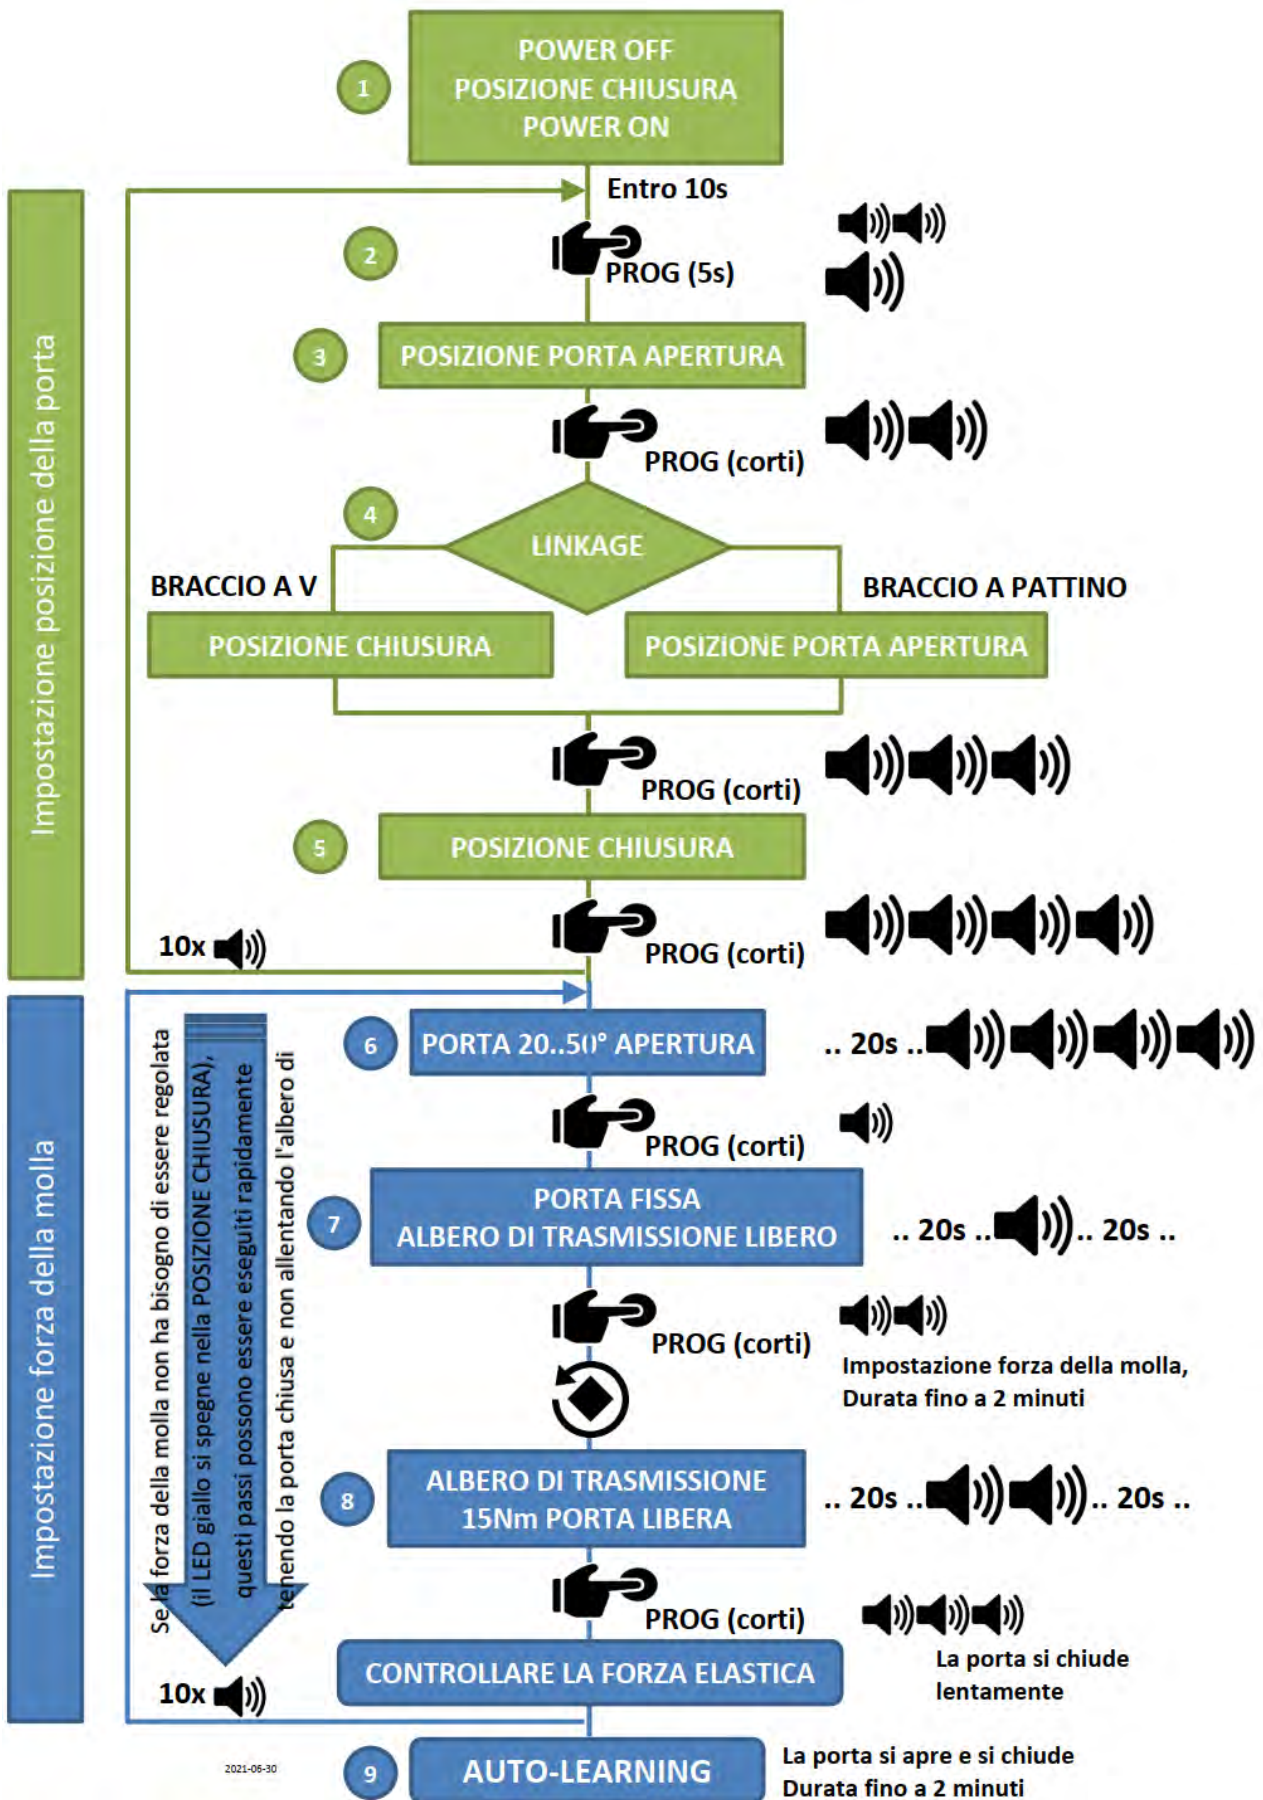 1
POWER OFF
POSIZIONE CHIUSURA
POWER ON
Entro 10s
2
PROG (5s)
3
POSIZIONE PORTA APERTURA
PROG (corti)
4
LINKAGE
BRACCIO A V
BRACCIO A PATTINO
POSIZIONE CHIUSURA
POSIZIONE PORTA APERTURA
PROG (corti)
5
POSIZIONE CHIUSURA
PROG (corti)
10x
Impostazione posizione della porta
6
PORTA 20..50° APERTURA
.. 20s ..
PROG (corti)
7
PORTA FISSA
ALBERO DI TRASMISSIONE LIBERO
.. 20s ..
.. 20s ..
PROG (corti)
Impostazione forza della molla,
Durata fino a 2 minuti
8
ALBERO DI TRASMISSIONE
15Nm PORTA LIBERA
.. 20s ..
.. 20s ..
PROG (corti)
La porta si chiude
lentamente
CONTROLLARE LA FORZA ELASTICA
10x
Se la forza della molla non ha bisogno di essere regolata
(il LED giallo si spegne nella POSIZIONE CHIUSURA),
questi passi possono essere eseguiti rapidamente
tenendo la porta chiusa e non allentando l'albero di
Impostazione forza della molla
2021-06-30
9
AUTO-LEARNING
La porta si apre e si chiude
Durata fino a 2 minuti